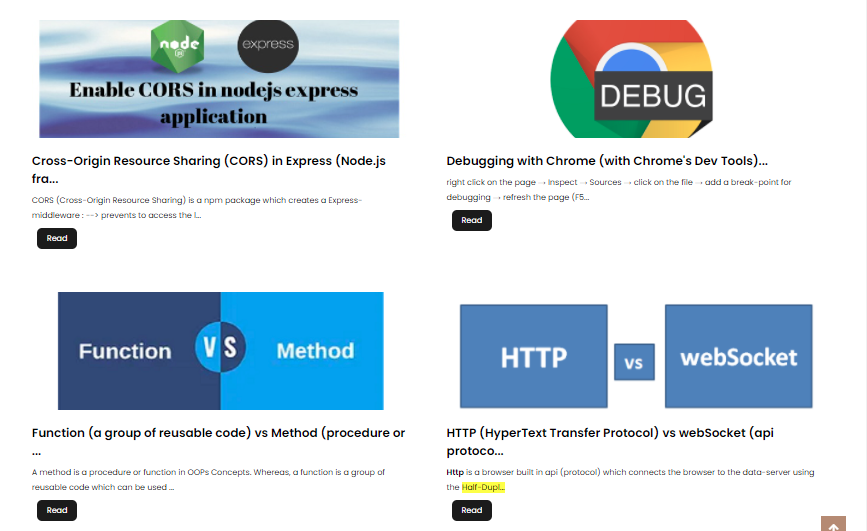 node
JS
express
Enable CORS in nodejs express
application
Cross-Origin Resource Sharing (CORS) in Express (Node.js
fra...
CORS (Cross-Origin Resource Sharing) is a npm package which creates a Express-
middleware : --> prevents to access the l...
Read
DEBUG
Debugging with Chrome (with Chrome's Dev Tools)...
right click on the page → Inspect → Sources → click on the file → add a break-point for
debugging → refresh the page (F5...
Read
Function VS Method
Function (a group of reusable code) vs Method (procedure or
...
A method is a procedure or function in OOPs Concepts. Whereas, a function is a group of
reusable code which can be used ...
Read
HTTP vs webSocket
HTTP (HyperText Transfer Protocol) vs webSocket (api
protoco...
Http is a browser built in api (protocol) which connects the browser to the data-server using
the Half-Dupl...
Read